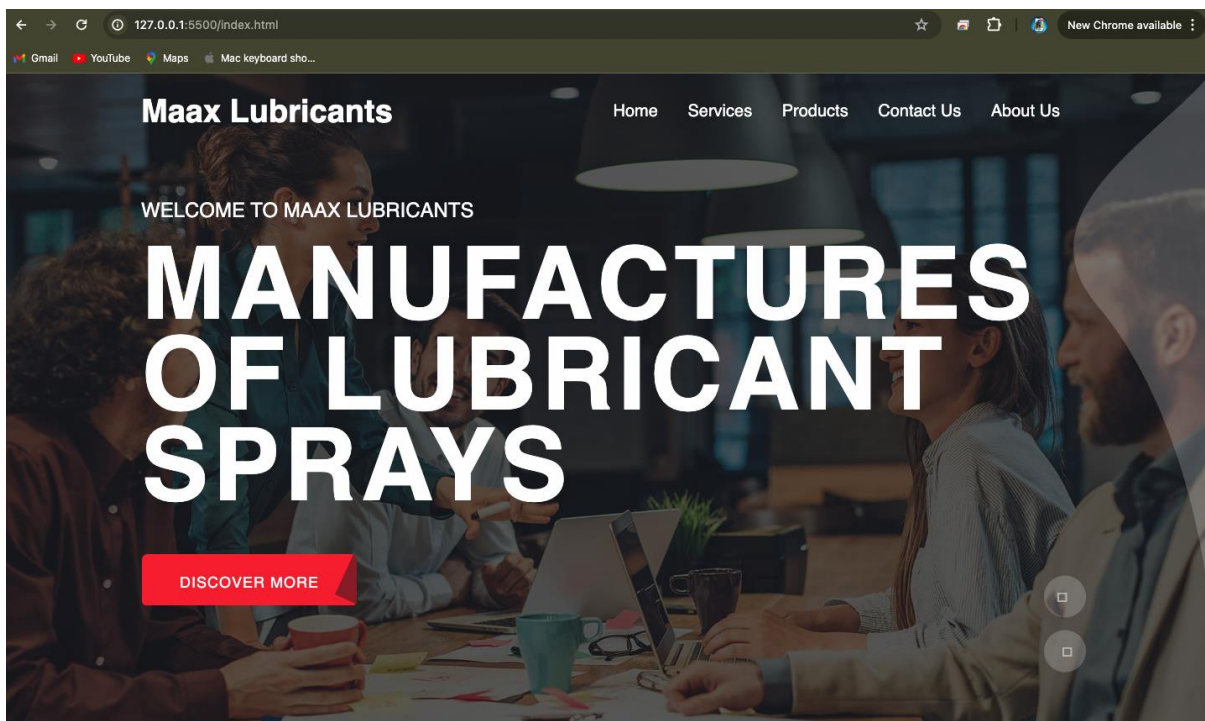 127.0.0.1:5500/index.html
New Chrome available
Gmail YouTube Maps Mac keyboard sho...
Maax Lubricants Home Services Products Contact Us About Us
WELCOME TO MAAX LUBRICANTS
MANUFACTURES
OF LUBRICANT
SPRAYS
DISCOVER MORE